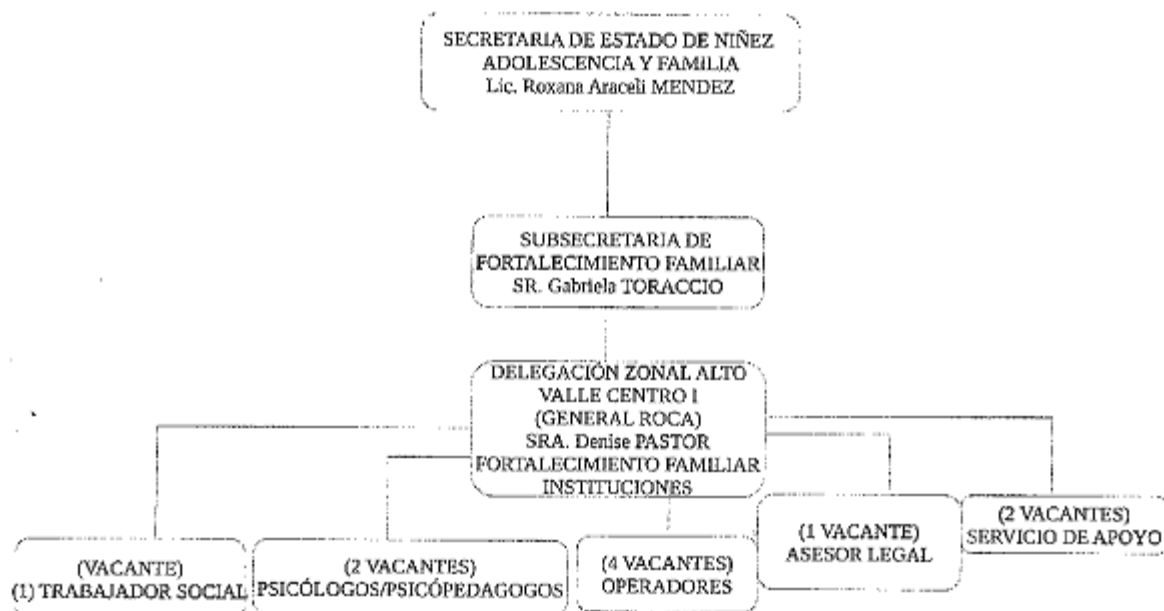 SECRETARIA DE ESTADO DE NIÑEZ
ADOLESCENCIA Y FAMILIA
Lic. Roxana Araceli MENDEZ
SUBSECRETARIA DE
FORTALECIMIENTO FAMILIAR
SR. Gabriela TORACCIO
DELEGACIÓN ZONAL ALTO
VALLE CENTRO I
(GENERAL ROCA)
SRA. Denise PASTOR
FORTALECIMIENTO FAMILIAR
INSTITUCIONES
(VACANTE)
(1) TRABAJADOR SOCIAL
(2 VACANTES)
PSICÓLOGOS/PSICÓPEDAGOGOS
(4 VACANTES)
OPERADORES
(1 VACANTE)
ASESOR LEGAL
(2 VACANTES)
SERVICIO DE APOYO